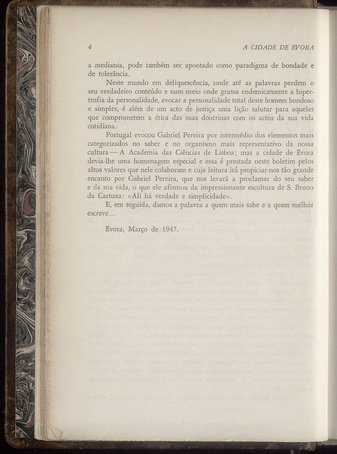 4 A CIDADE DE EVORA
a mediania, pode também ser apontado como paradigma de bondade e
de tolerância.
Neste mundo em deliquescência, onde até as palavras perdem o
seu verdadeiro conteúdo e num meio onde grassa endemicamente a hiper-
trofia da personalidade, evocar a personalidade total deste homem bondoso
e simples, é além de um acto de justiça uma lição salutar para aqueles
que comprometem a ética das suas doutrinas com os actos da sua vida
cotidiana.
Portugal evocou Gabriel Pereira por intermédio dos elementos mais
categorizados no saber e no organismo mais representativo da nossa
cultura — A Academia das Ciências de Lisboa; mas a cidade de Évora
devia-lhe uma homenagem especial e essa é prestada neste boletim pelos
altos valores que nele colaboram e cuja leitura irá propiciar-nos tão grande
encanto por Gabriel Pereira, que nos levará a proclamar do seu saber
e da sua vida, o que ele afirmou da impressionante escultura de S. Bruno
da Cartuxa: «Ali há verdade e simplicidade».
E, em seguida, damos a palavra a quem mais sabe e a quem melhor
escreve...
Évora, Março de 1947.